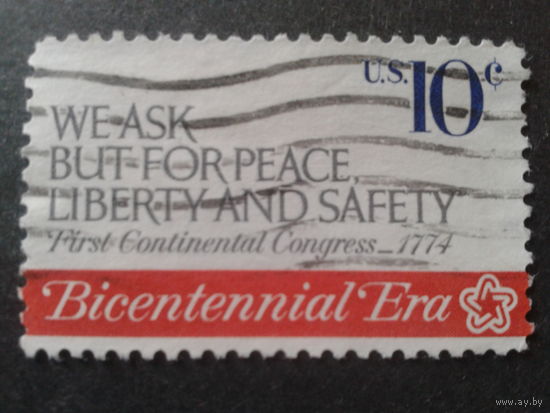 U.S. 10¢
WE ASK
BUT FOR PEACE,
LIBERTY AND SAFETY
First Continental Congress_1774
Bicentennial Era
www.ay.by